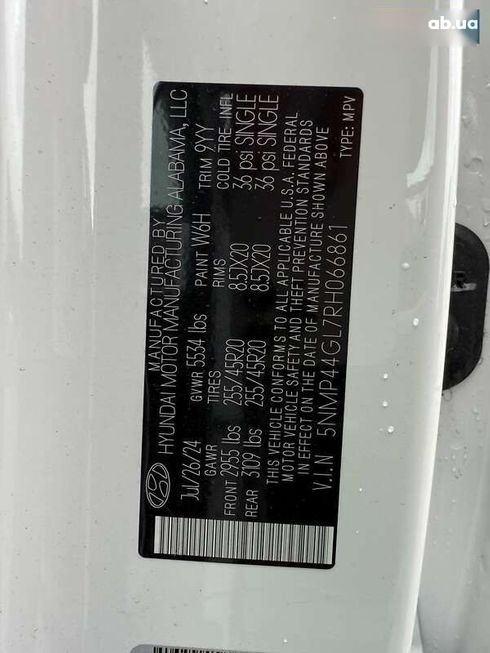 ab.ua
MANUFACTURED BY
HYUNDAI MOTOR MANUFACTURING ALABAMA, LLC
JUL/26/24 GVWR 5534 lbs PAINT W6H TRIM 9YY
GAWR TIRES RIMS COLD TIRE INFL
FRONT 2955 lbs 255/45R20 8.5JX20 36 psi SINGLE
REAR 3109 lbs 255/45R20 8.5JX20 36 psi SINGLE
THIS VEHICLE CONFORMS TO ALL APPLICABLE U.S.A. FEDERAL
MOTOR VEHICLE SAFETY AND THEFT PREVENTION STANDARDS
IN EFFECT ON THE DATE OF MANUFACTURE SHOWN ABOVE
V.I.N 5NMP44GL7RH066861 TYPE: MPV